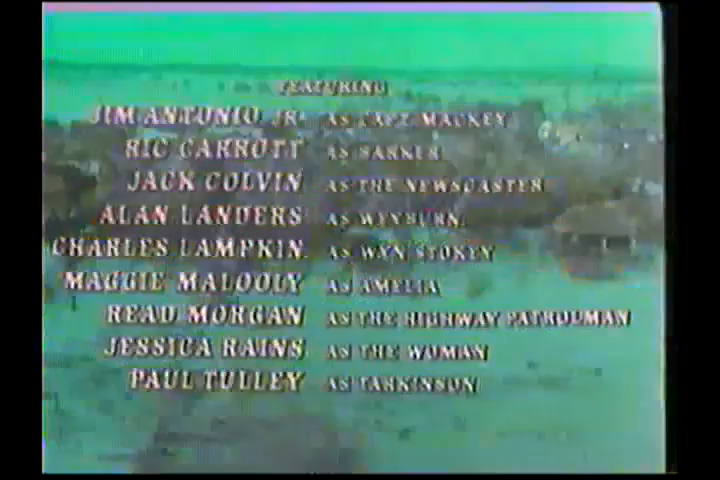 FEATURING
JIM ANTONIO JR. AS CAPT. MACKEY
RIC CARROTT AS BARNER
JACK COLVIN AS THE NEWSCASTER
ALAN LANDERS AS WEYBURN
CHARLES LAMPKIN AS WYN STOKEY
MAGGIE MALOOLY AS AMELIA
READ MORGAN AS THE HIGHWAY PATROLMAN
JESSICA RAINS AS THE WOMAN
PAUL TULLEY AS TARKINSON